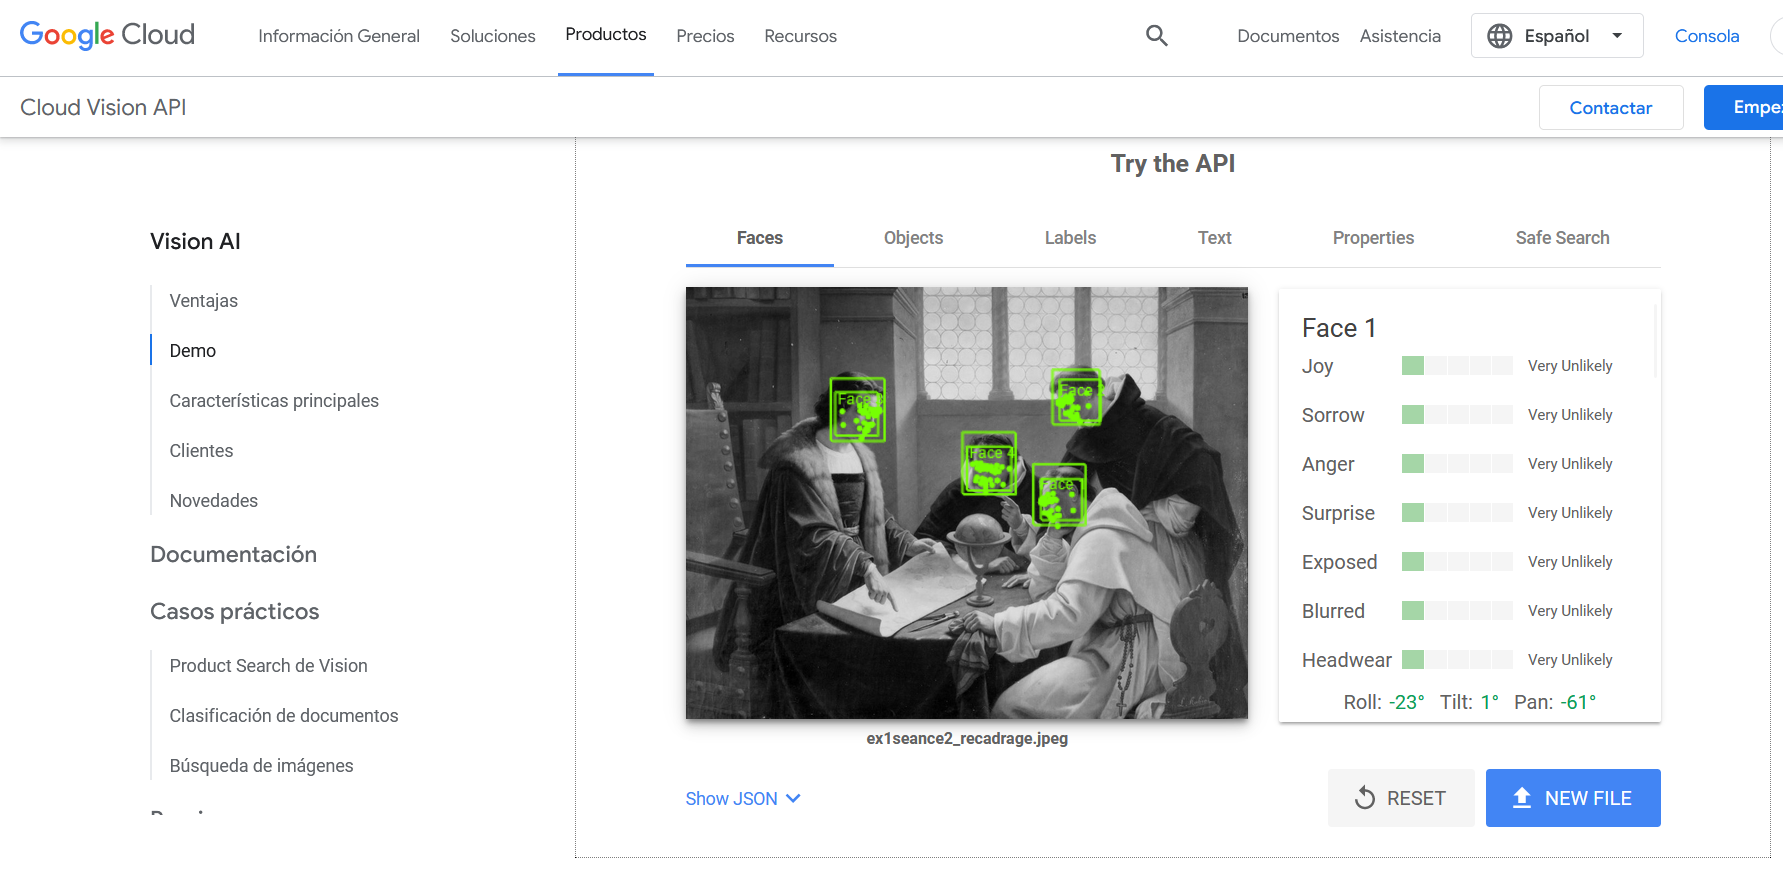 Google Cloud
Información General
Soluciones
Productos
Precios
Recursos
Documentos
Asistencia
Español
Consola
Cloud Vision API
Contactar
Vision AI
Ventajas
Demo
Características principales
Clientes
Novedades
Documentación
Casos prácticos
Product Search de Vision
Clasificación de documentos
Búsqueda de imágenes
Try the API
Faces
Objects
Labels
Text
Properties
Safe Search
Face
Face
Face 4
Face
Face 1
Joy Very Unlikely
Sorrow Very Unlikely
Anger Very Unlikely
Surprise Very Unlikely
Exposed Very Unlikely
Blurred Very Unlikely
Headwear Very Unlikely
Roll: -23° Tilt: 1° Pan: -61°
ex1seance2_recadrage.jpeg
Show JSON
RESET
NEW FILE